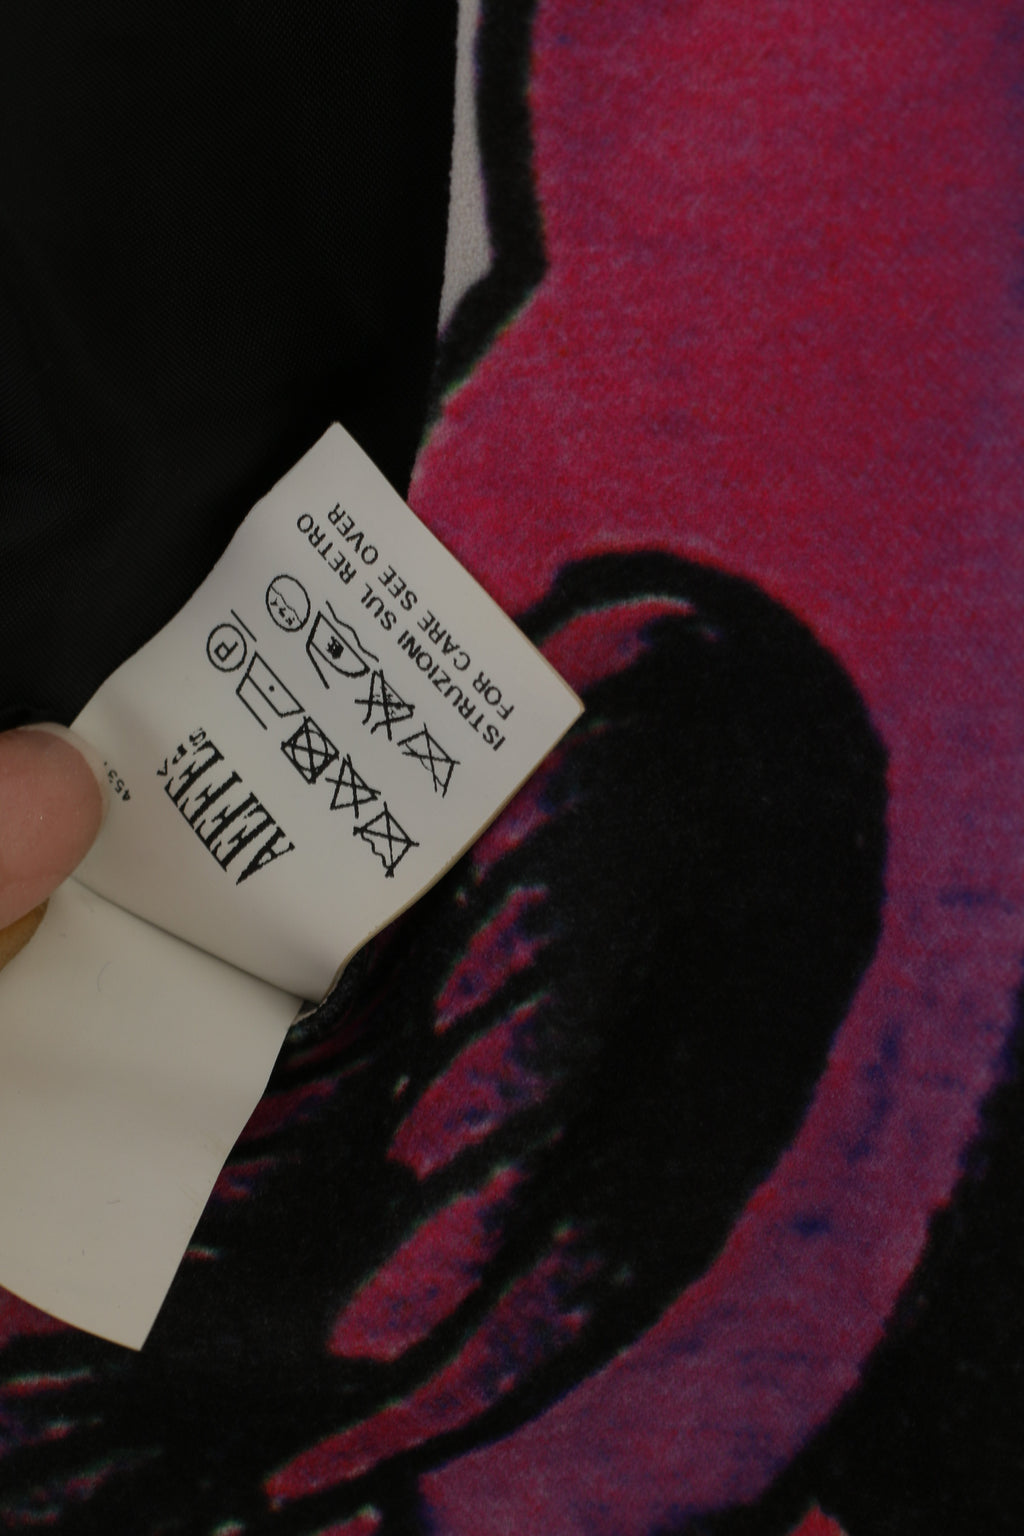 ISTRUZIONI SUL RETRO
FOR CARE SEE OVER
P
AEFFE